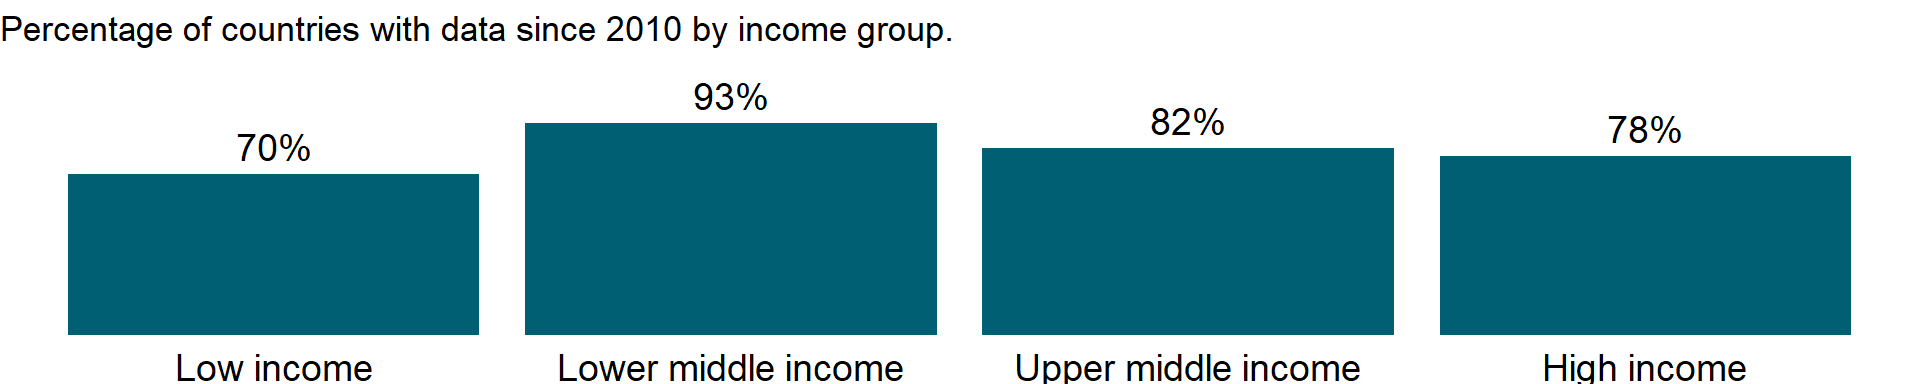 Percentage of countries with data since 2010 by income group.
70%
93%
82%
78%
Low income
Lower middle income
Upper middle income
High income